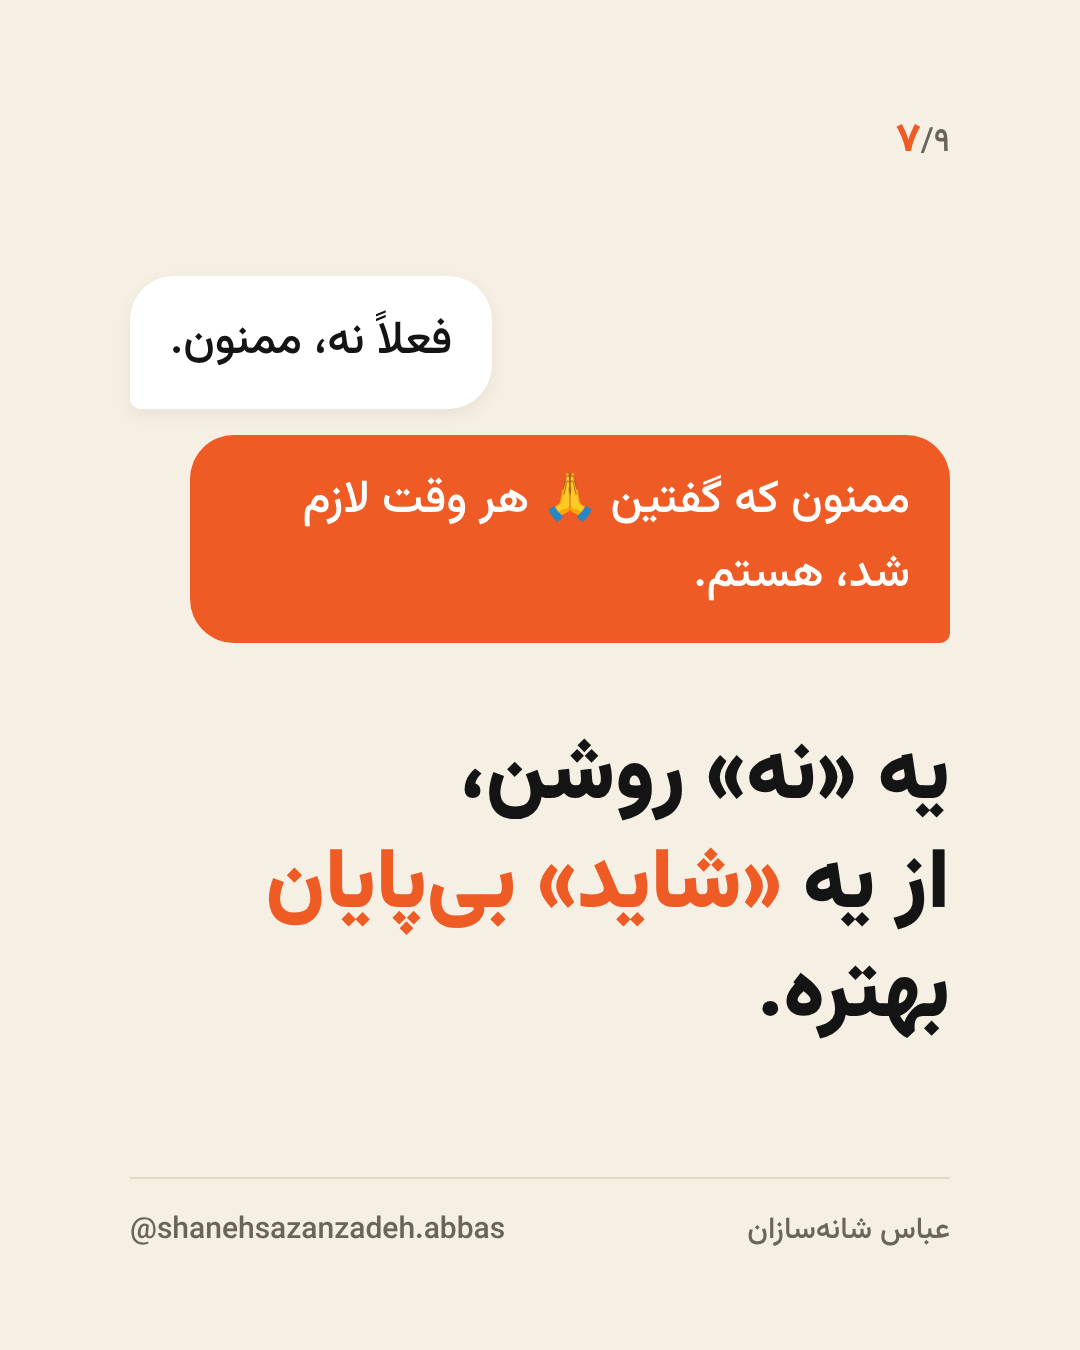 ۷/۹
فعلاً نه، ممنون.
ممنون که گفتین 🙏 هر وقت لازم
شد، هستم.
یه «نه» روشن،
از یه «شاید» بی‌پایان
بهتره.
عباس شانه‌سازان
@shanehsazanzadeh.abbas